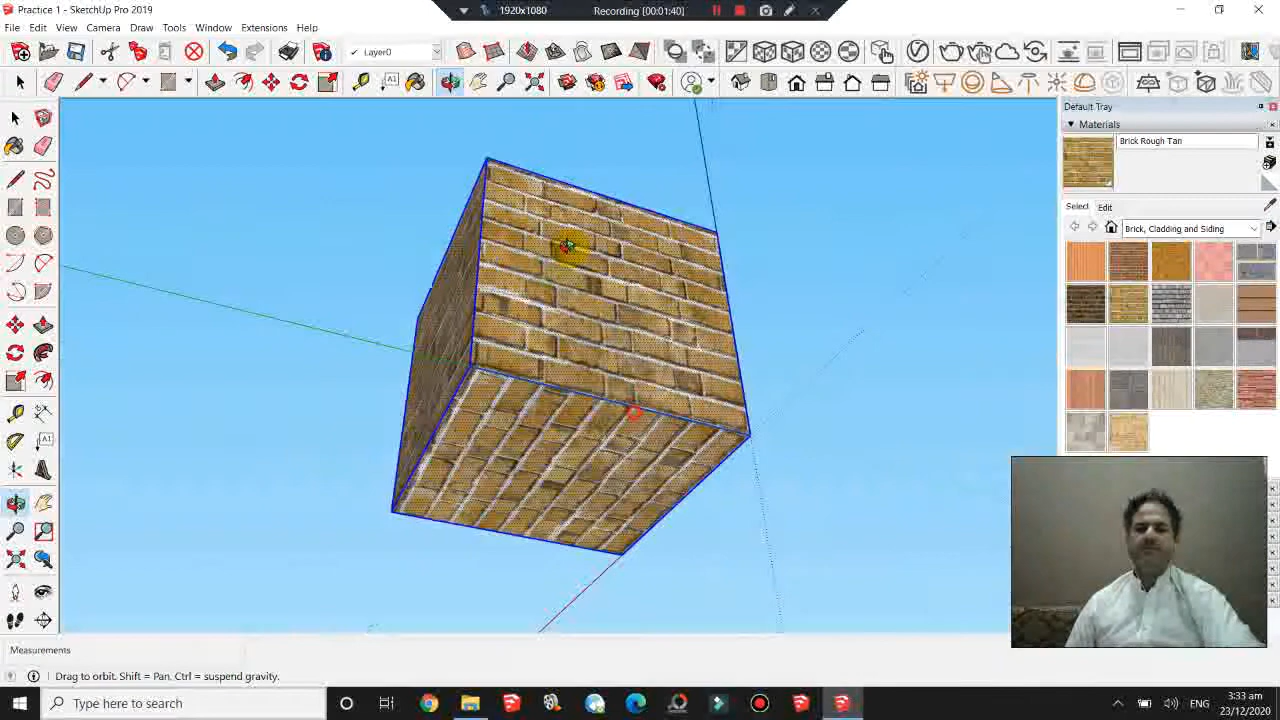 1920x1080
Recording [00:01:40]
Practice 1 - SketchUp Pro 2019
File Edit View Camera Draw Tools Window Extensions Help
Layer0
A1
Default Tray
Materials
Brick Rough Tan
Select Edit
Brick, Cladding and Siding
A1
Measurements
Drag to orbit. Shift = Pan. Ctrl = suspend gravity.
Type here to search
ENG
3:33 am
23/12/2020